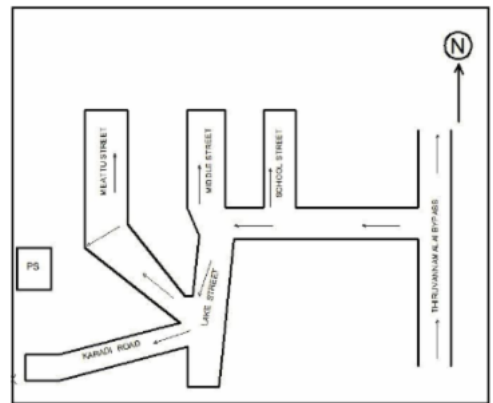 N
MEATTU STREET
MIDDLE STREET
SCHOOL STREET
THIRUVANNAMALAI BYPASS
PS
LAKE STREET
KARADI ROAD